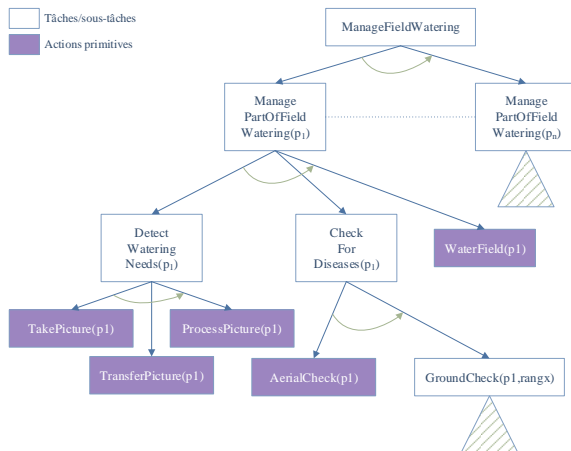 Tâches/sous-tâches
Actions primitives
ManageFieldWatering
Manage
PartOfField
Watering(p₁)
Manage
PartOfField
Watering(pₙ)
Detect
Watering
Needs(p₁)
Check
For
Diseases(p₁)
WaterField(p1)
TakePicture(p1)
ProcessPicture(p1)
TransferPicture(p1)
AerialCheck(p1)
GroundCheck(p1,rangx)